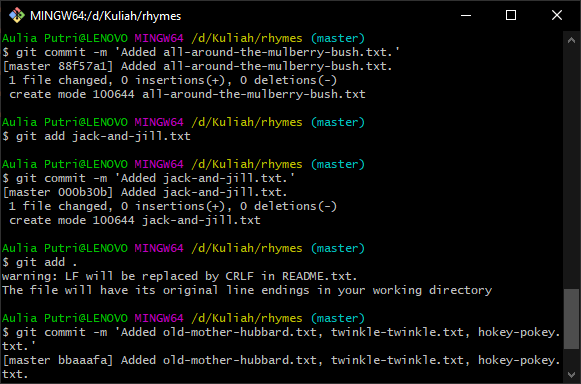 MINGW64:/d/Kuliah/rhymes
Aulia Putri@LENOVO MINGW64 /d/Kuliah/rhymes (master)
$ git commit -m 'Added all-around-the-mulberry-bush.txt.'
[master 88f57a1] Added all-around-the-mulberry-bush.txt.
 1 file changed, 0 insertions(+), 0 deletions(-)
 create mode 100644 all-around-the-mulberry-bush.txt
Aulia Putri@LENOVO MINGW64 /d/Kuliah/rhymes (master)
$ git add jack-and-jill.txt
Aulia Putri@LENOVO MINGW64 /d/Kuliah/rhymes (master)
$ git commit -m 'Added jack-and-jill.txt.'
[master 000b30b] Added jack-and-jill.txt.
 1 file changed, 0 insertions(+), 0 deletions(-)
 create mode 100644 jack-and-jill.txt
Aulia Putri@LENOVO MINGW64 /d/Kuliah/rhymes (master)
$ git add .
warning: LF will be replaced by CRLF in README.txt.
The file will have its original line endings in your working directory
Aulia Putri@LENOVO MINGW64 /d/Kuliah/rhymes (master)
$ git commit -m 'Added old-mother-hubbard.txt, twinkle-twinkle.txt, hokey-pokey.
txt.'
[master bbaaafa] Added old-mother-hubbard.txt, twinkle-twinkle.txt, hokey-pokey.
txt.